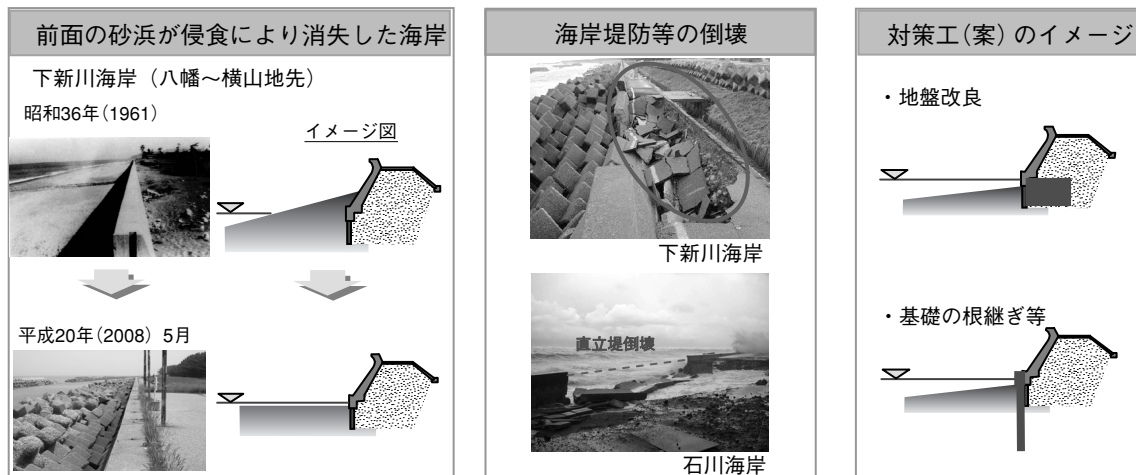 前面の砂浜が侵食により消失した海岸
下新川海岸（八幡～横山地先）
昭和36年（1961）
イメージ図
平成20年（2008）5月
海岸堤防等の倒壊
下新川海岸
直立堤倒壊
石川海岸
対策工（案）のイメージ
・地盤改良
・基礎の根継ぎ等